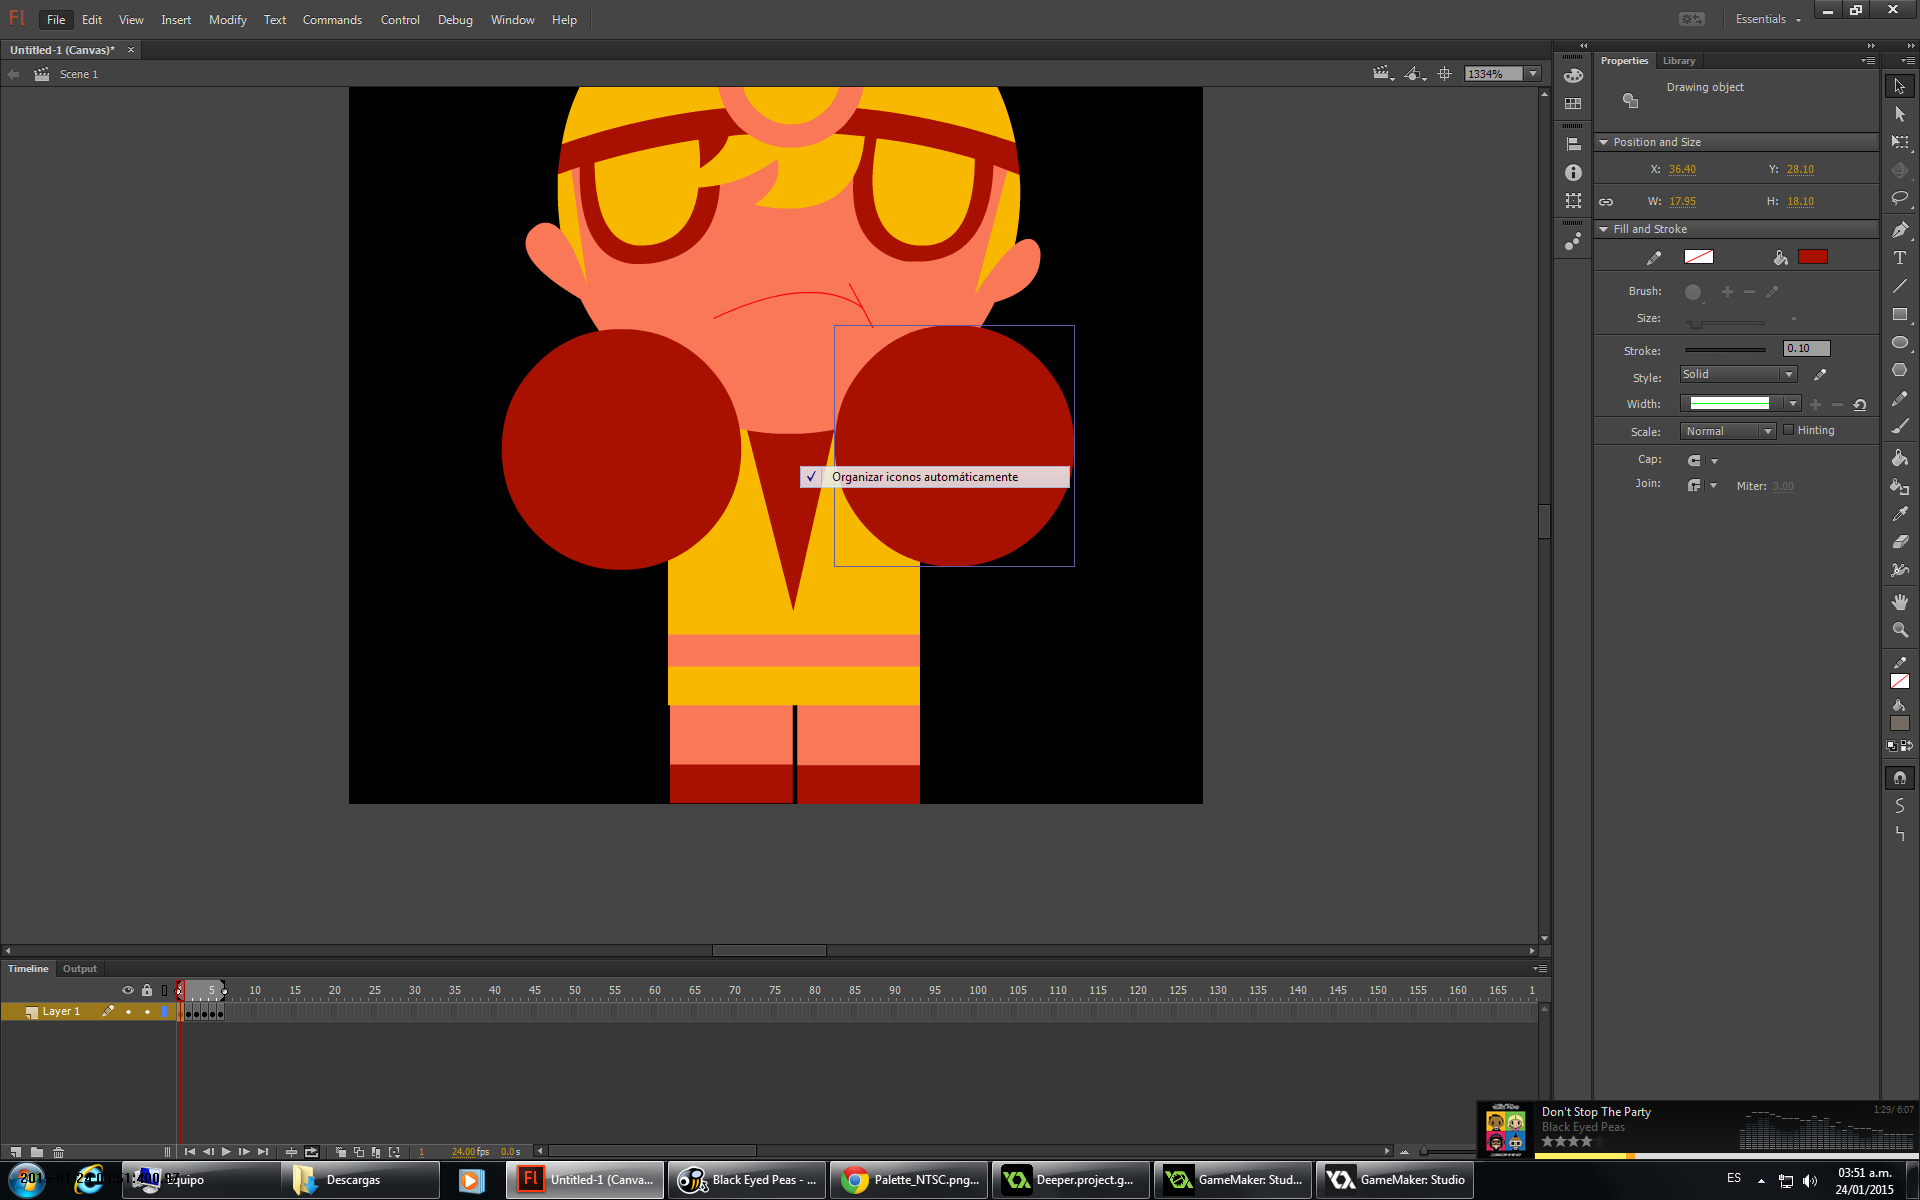 Fl File Edit View Insert Modify Text Commands Control Debug Window Help Essentials
Untitled-1 (Canvas)* ×
Scene 1 1334%
Properties Library
Drawing object
Position and Size
X: 36.40 Y: 28.10
W: 17.95 H: 18.10
Fill and Stroke
Brush:
Size:
Stroke: 0.10
Style: Solid
Width:
Scale: Normal Hinting
Cap:
Join: Miter: 3.00
✓ Organizar iconos automáticamente
Timeline Output
5 10 15 20 25 30 35 40 45 50 55 60 65 70 75 80 85 90 95 100 105 110 115 120 125 130 135 140 145 150 155 160 165 1
Layer 1
1 24.00 fps 0.0 s
Don't Stop The Party 1:29/ 6:07
Black Eyed Peas
Equipo
Descargas
Fl Untitled-1 (Canva...
Black Eyed Peas - ...
Palette_NTSC.png...
Deeper.project.g...
GameMaker: Stud...
GameMaker: Studio
ES
03:51 a.m.
24/01/2015